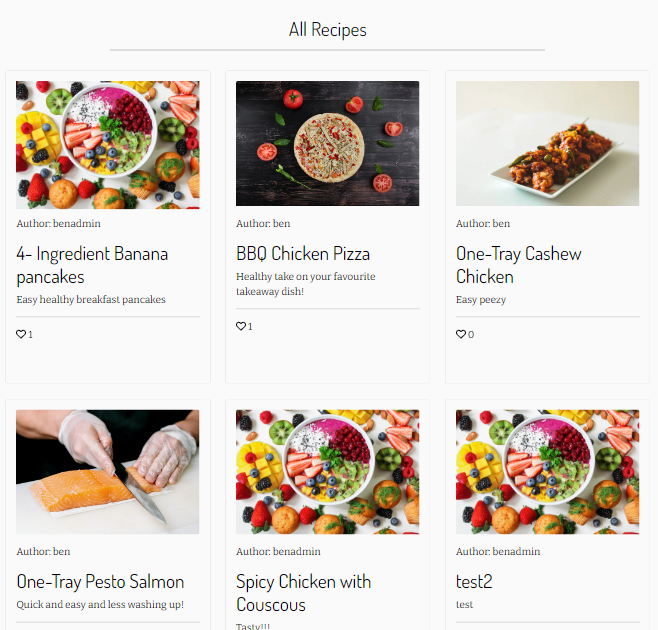 All Recipes
Author: benadmin
4- Ingredient Banana
pancakes
Easy healthy breakfast pancakes
1
Author: ben
BBQ Chicken Pizza
Healthy take on your favourite
takeaway dish!
1
Author: ben
One-Tray Cashew
Chicken
Easy peezy
0
Author: ben
One-Tray Pesto Salmon
Quick and easy and less washing up!
Author: benadmin
Spicy Chicken with
Couscous
Tasty!!!
Author: benadmin
test2
test